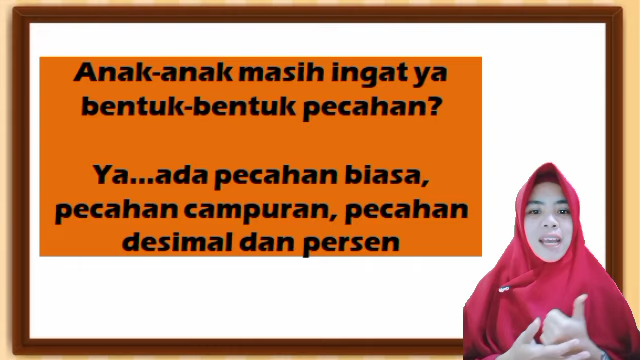 Anak-anak masih ingat ya
bentuk-bentuk pecahan?
Ya...ada pecahan biasa,
pecahan campuran, pecahan
desimal dan persen